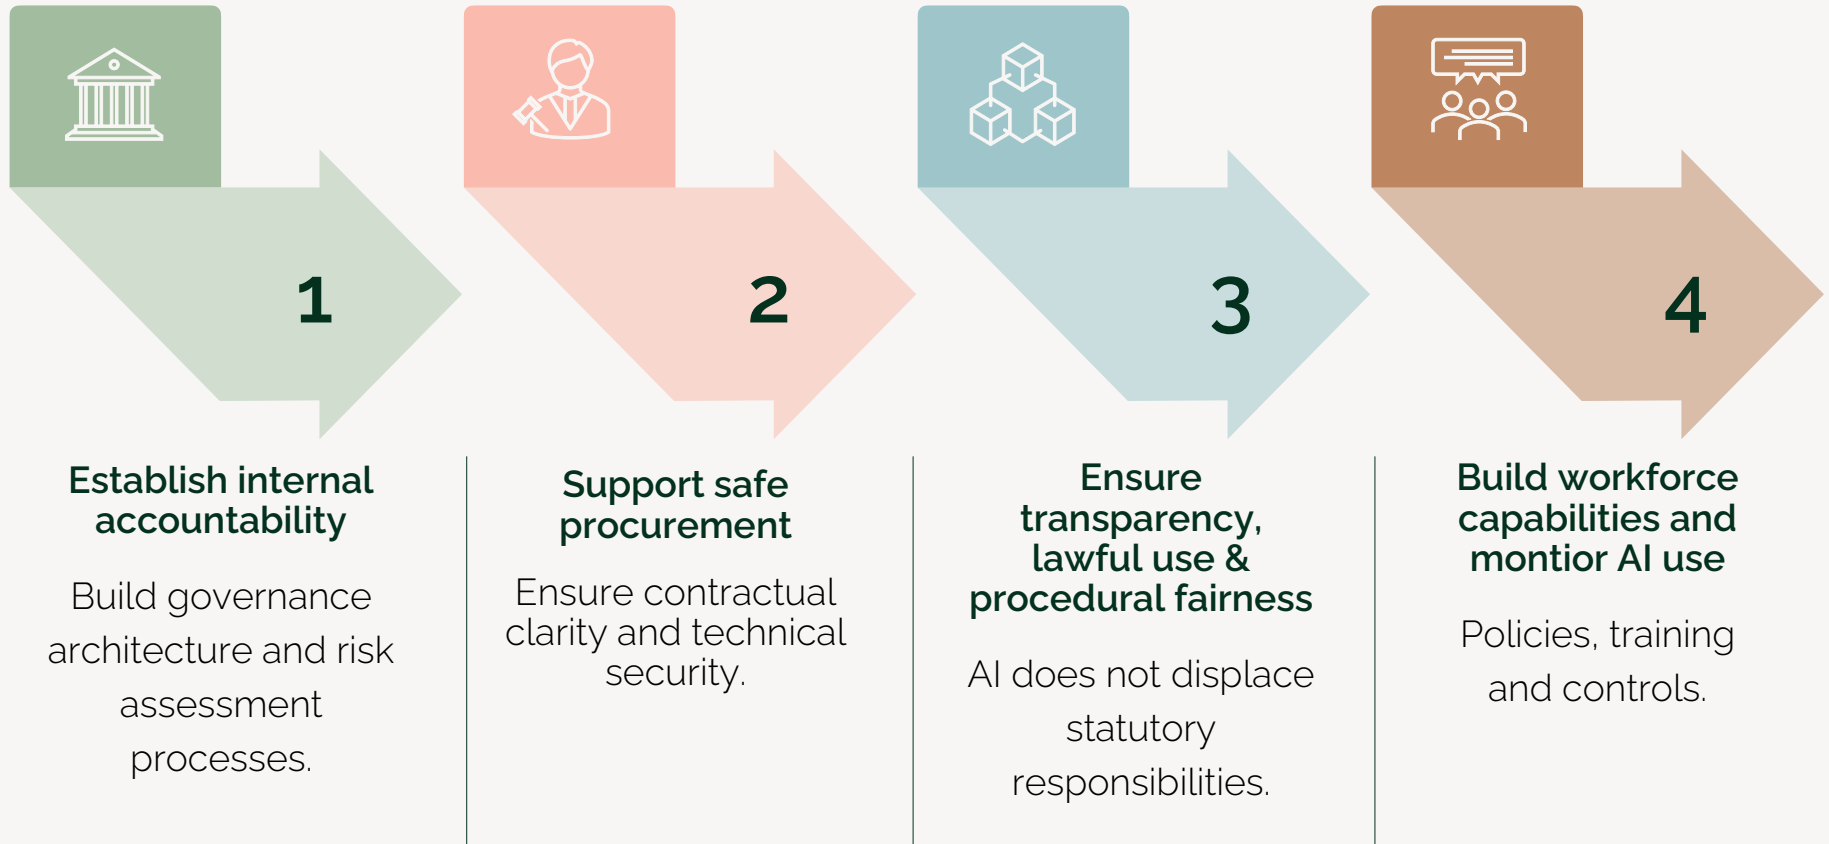 1
Establish internal
accountability
Build governance
architecture and risk
assessment
processes.
2
Support safe
procurement
Ensure contractual
clarity and technical
security.
3
Ensure
transparency,
lawful use &
procedural fairness
AI does not displace
statutory
responsibilities.
4
Build workforce
capabilities and
montior AI use
Policies, training
and controls.